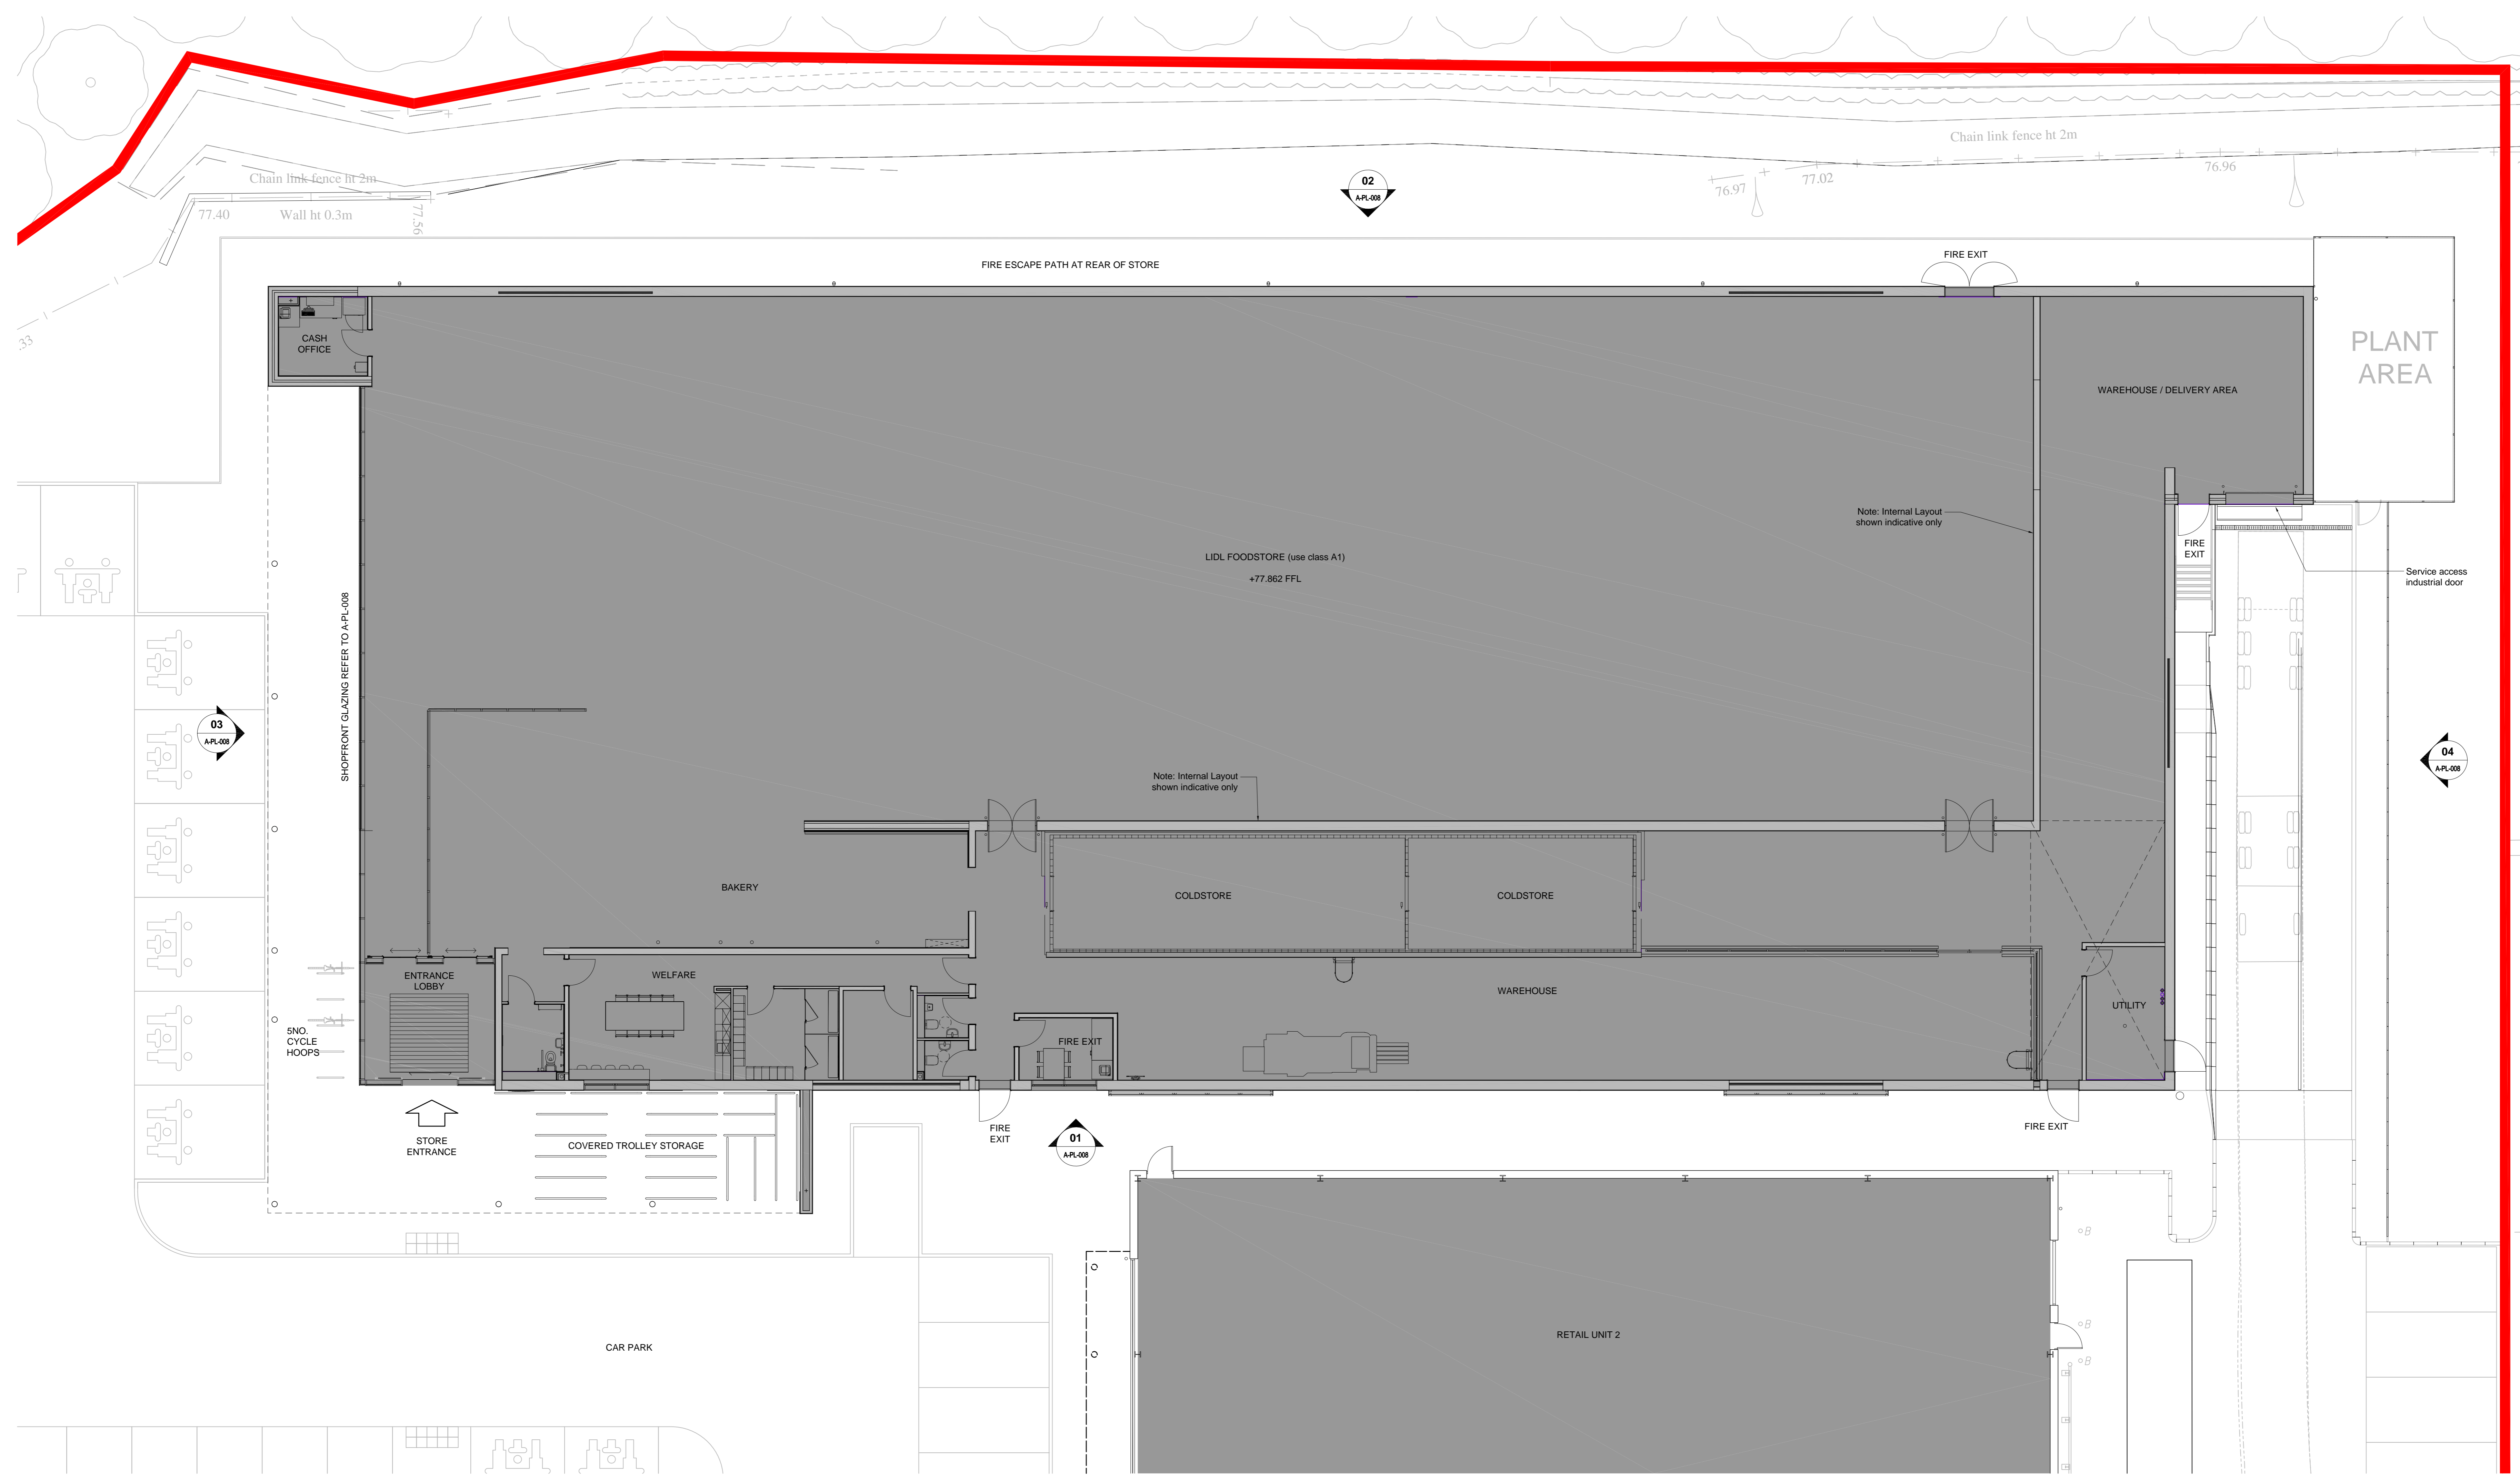 Chain link fence ht 2m
Chain link fence ht 2m
76.97
77.02
76.96
77.40
Wall ht 0.3m
77.56
02
A-PL-008
FIRE ESCAPE PATH AT REAR OF STORE
FIRE EXIT
.33
CASH
OFFICE
PLANT
AREA
WAREHOUSE / DELIVERY AREA
Note: Internal Layout
shown indicative only
FIRE
EXIT
LIDL FOODSTORE (use class A1)
+77.862 FFL
Service access
industrial door
SHOPFRONT GLAZING REFER TO A-PL-008
03
A-PL-008
04
A-PL-008
Note: Internal Layout
shown indicative only
BAKERY
COLDSTORE
COLDSTORE
ENTRANCE
LOBBY
WELFARE
WAREHOUSE
UTILITY
5NO.
CYCLE
HOOPS
FIRE EXIT
STORE
ENTRANCE
COVERED TROLLEY STORAGE
FIRE
EXIT
01
A-PL-008
FIRE EXIT
B
B
B
RETAIL UNIT 2
CAR PARK